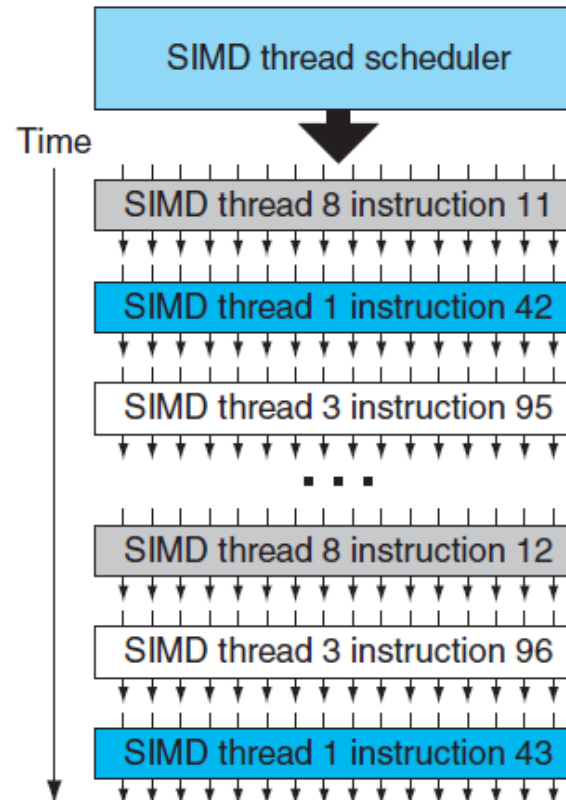 SIMD thread scheduler
Time
SIMD thread 8 instruction 11
SIMD thread 1 instruction 42
SIMD thread 3 instruction 95
. . .
SIMD thread 8 instruction 12
SIMD thread 3 instruction 96
SIMD thread 1 instruction 43